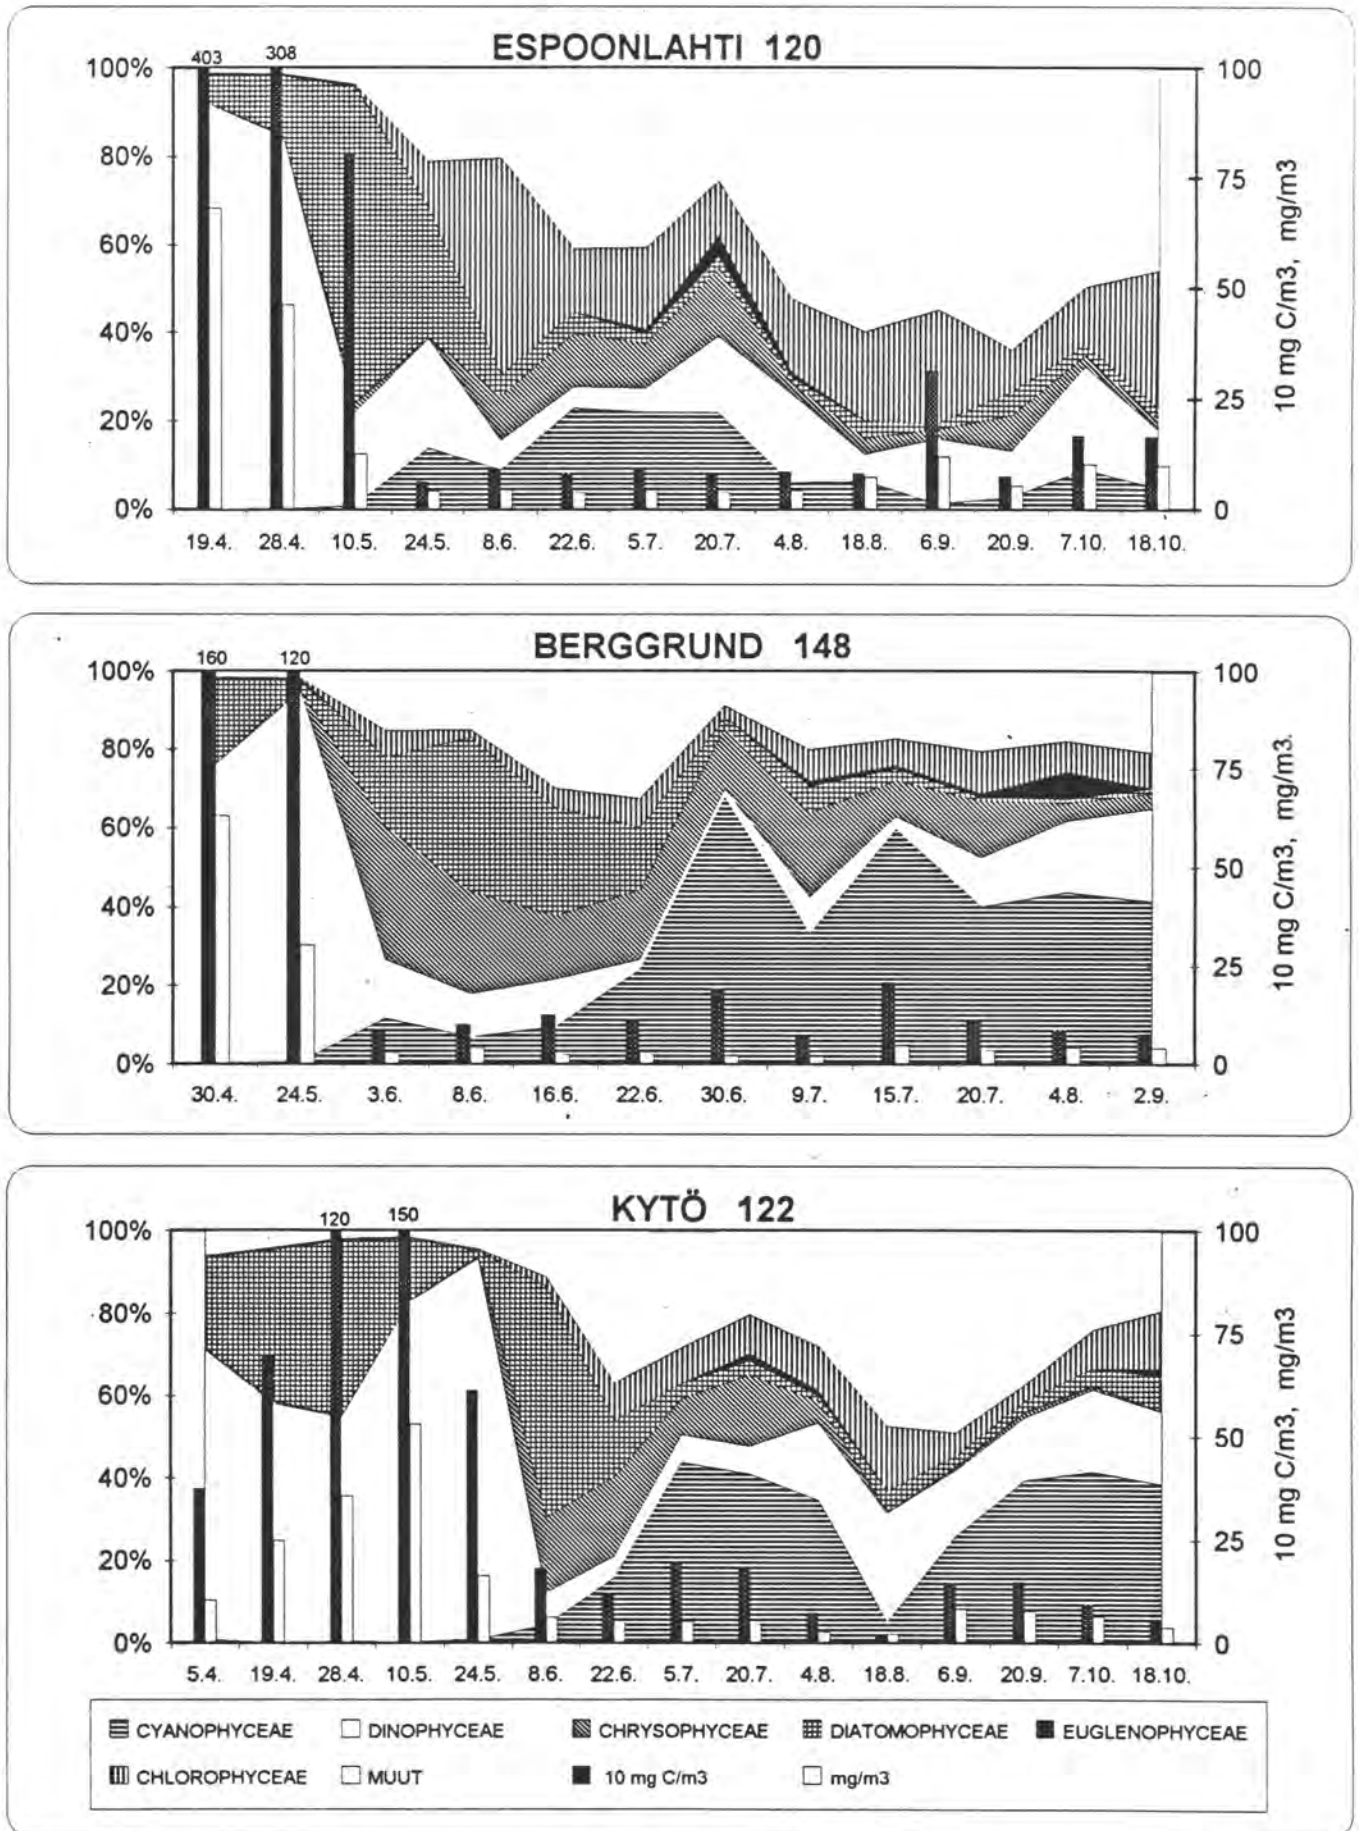 ESPOONLAHTI 120
403 308
100% 100
80% 75
60% 50
40% 25
20%
0% 0
10 mg C/m3, mg/m3
19.4. 28.4. 10.5. 24.5. 8.6. 22.6. 5.7. 20.7. 4.8. 18.8. 6.9. 20.9. 7.10. 18.10.
BERGGRUND 148
160 120
100% 100
80% 75
60% 50
40% 25
20%
0% 0
10 mg C/m3, mg/m3.
30.4. 24.5. 3.6. 8.6. 16.6. 22.6. 30.6. 9.7. 15.7. 20.7. 4.8. 2.9.
KYTÖ 122
120 150
100% 100
80% 75
60% 50
40% 25
20%
0% 0
10 mg C/m3, mg/m3
5.4. 19.4. 28.4. 10.5. 24.5. 8.6. 22.6. 5.7. 20.7. 4.8. 18.8. 6.9. 20.9. 7.10. 18.10.
CYANOPHYCEAE DINOPHYCEAE CHRYSOPHYCEAE DIATOMOPHYCEAE EUGLENOPHYCEAE
CHLOROPHYCEAE MUUT 10 mg C/m3 mg/m3